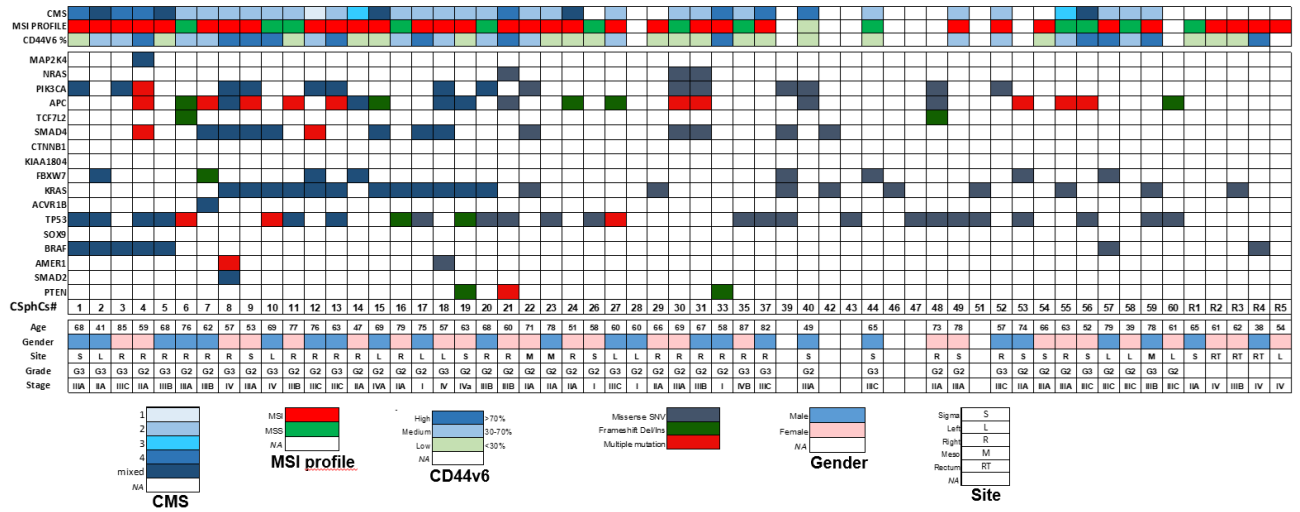 CMS
MSI PROFILE
CD44V6 %
MAP2K4
NRAS
PIK3CA
APC
TCF7L2
SMAD4
CTNNB1
KIAA1804
FBXW7
KRAS
ACVR1B
TP53
SOX9
BRAF
AMER1
SMAD2
PTEN
CSphCs# 1 2 3 4 5 6 7 8 9 10 11 12 13 14 15 16 17 18 19 20 21 22 23 24 26 27 28 29 30 31 33 35 37 39 40 42 43 44 46 47 48 49 51 52 53 54 55 56 57 58 59 60 R1 R2 R3 R4 R5
Age 68 41 85 59 68 76 62 57 53 69 77 76 63 47 69 79 75 57 63 68 60 71 78 51 58 60 60 66 69 67 58 87 82 49 65 73 78 57 74 66 63 52 79 39 78 61 65 61 62 38 54
Gender
Site S L R R R R R R S L R R R R L R L L S R R M M R S L L R R R R R R S S R S R S S R S L L M L S RT RT RT L
Grade G3 G3 G3 G2 G3 G3 G3 G3 G2 G3 G2 G2 G2 G2 G2 G2 G2 G2 G3 G2 G2 G2 G2 G2 G2 G3 G2 G2 G2 G2 G2 G3 G2 G2 G3 G2 G2 G3 G3 G2 G2 G2 G3 G2 G3 G2
Stage IIIA IIA IIIC IIA IIIB IIIA IIIB IV IIIA IV IIIB IIIC IIIC IIA IVA IIA I IV IVa IIIB IIIB IIA IIA IIA I IIIC I IIA IIIA IIIB I IVB IIIC IIIA IIIC IIA IIA IIIC IIA IIIA IIIA IIIC IIIC IIIC IIIB IIIC IIA IV IIIB IV IV
1
2
3
4
mixed
NA
CMS
MSI
MSS
NA
MSI profile
High >70%
Medium 30-70%
Low <30%
NA
CD44v6
Missense SNV
Frameshift Del/Ins
Multiple mutation
Male
Female
NA
Gender
Sigma S
Left L
Right R
Meso M
Rectum RT
NA
Site